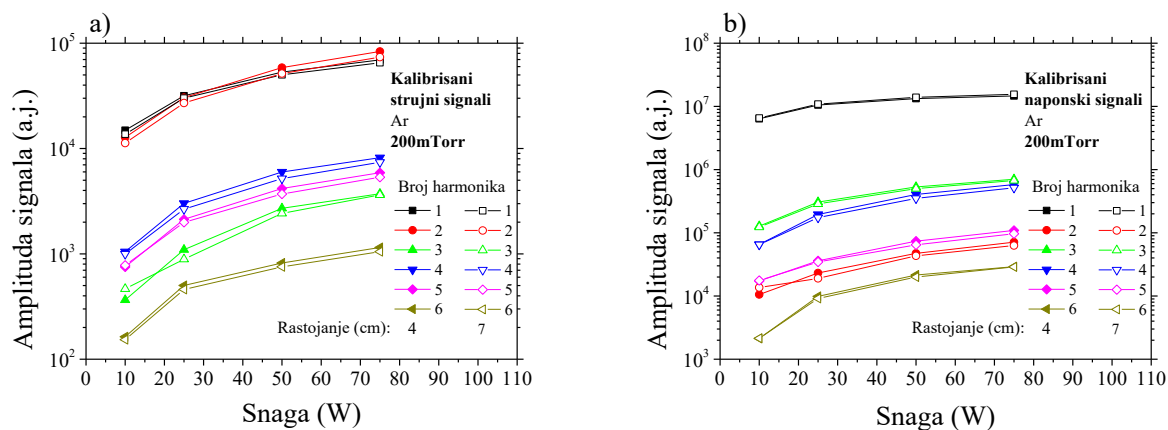 a)
Amplituda signala (a.j.)
10^5
10^4
10^3
10^2
Kalibrisani
strujni signali
Ar
200mTorr
Broj harmonika
1 1
2 2
3 3
4 4
5 5
6 6
Rastojanje (cm): 4 7
0 10 20 30 40 50 60 70 80 90 100 110
Snaga (W)
b)
Amplituda signala (a.j.)
10^8
10^7
10^6
10^5
10^4
10^3
Kalibrisani
naponski signali
Ar
200mTorr
Broj harmonika
1 1
2 2
3 3
4 4
5 5
6 6
Rastojanje (cm): 4 7
0 10 20 30 40 50 60 70 80 90 100 110
Snaga (W)